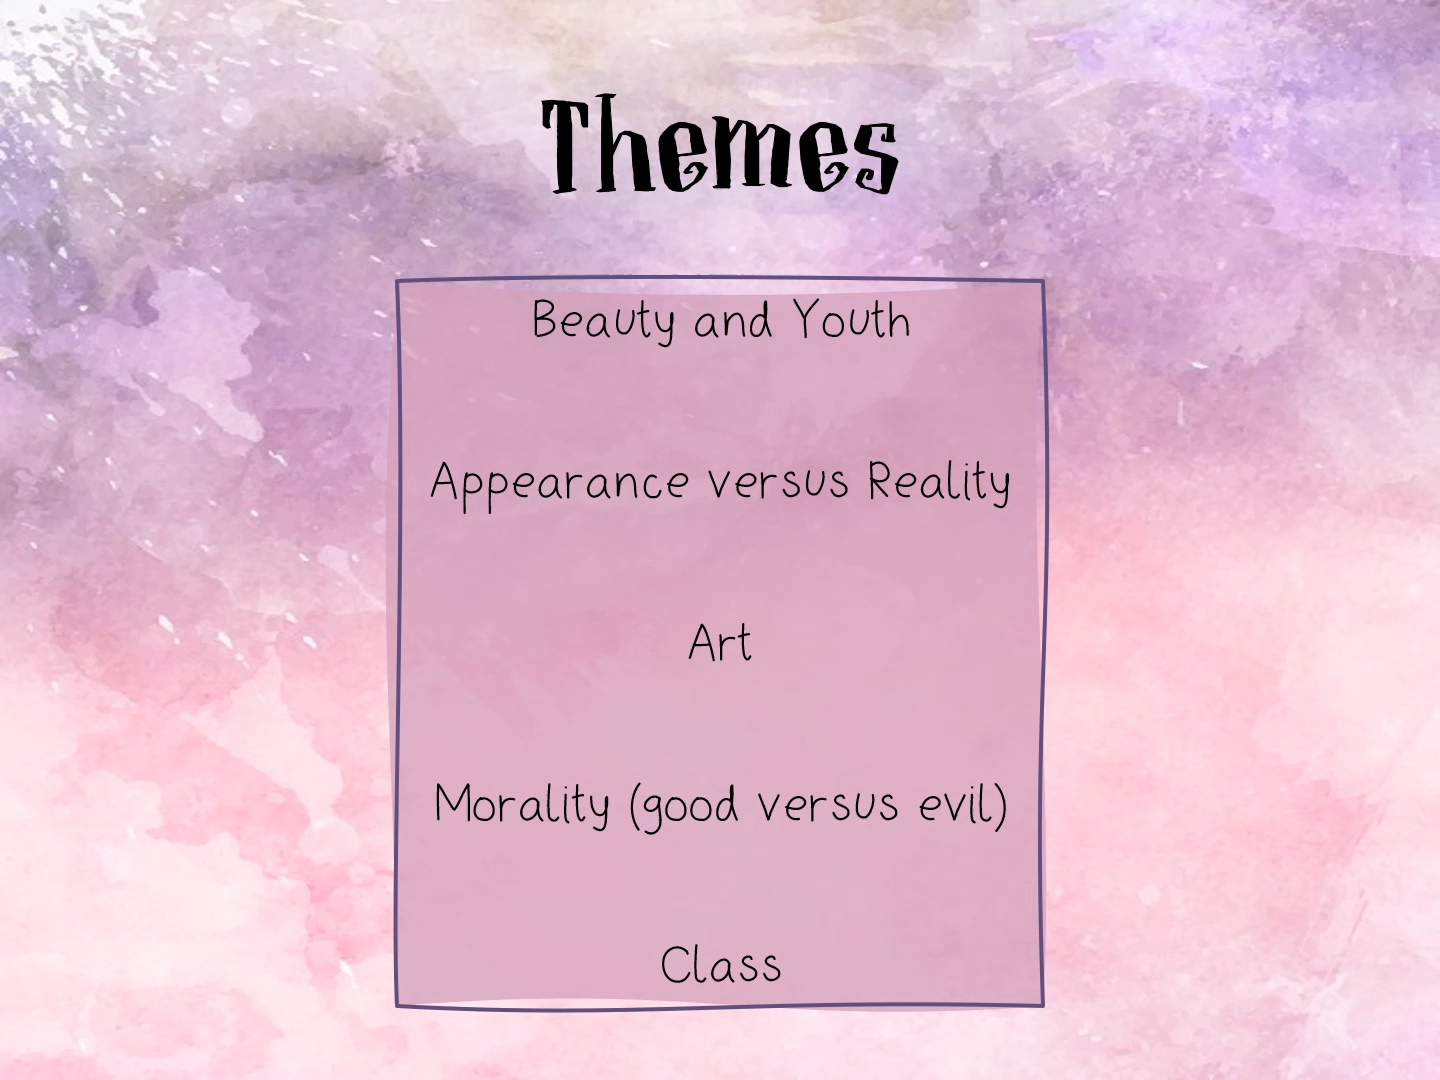 Themes
Beauty and Youth
Appearance versus Reality
Art
Morality (good versus evil)
Class